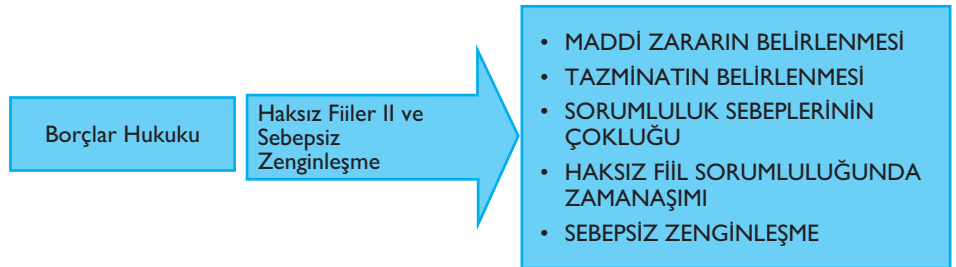 Borçlar Hukuku
Haksız Fiiler II ve
Sebepsiz
Zenginleşme
• MADDİ ZARARIN BELİRLENMESİ
• TAZMİNATIN BELİRLENMESİ
• SORUMLULUK SEBEPLERİNİN
ÇOKLUĞU
• HAKSIZ FİİL SORUMLULUĞUNDA
ZAMANAŞIMI
• SEBEPSİZ ZENGİNLEŞME